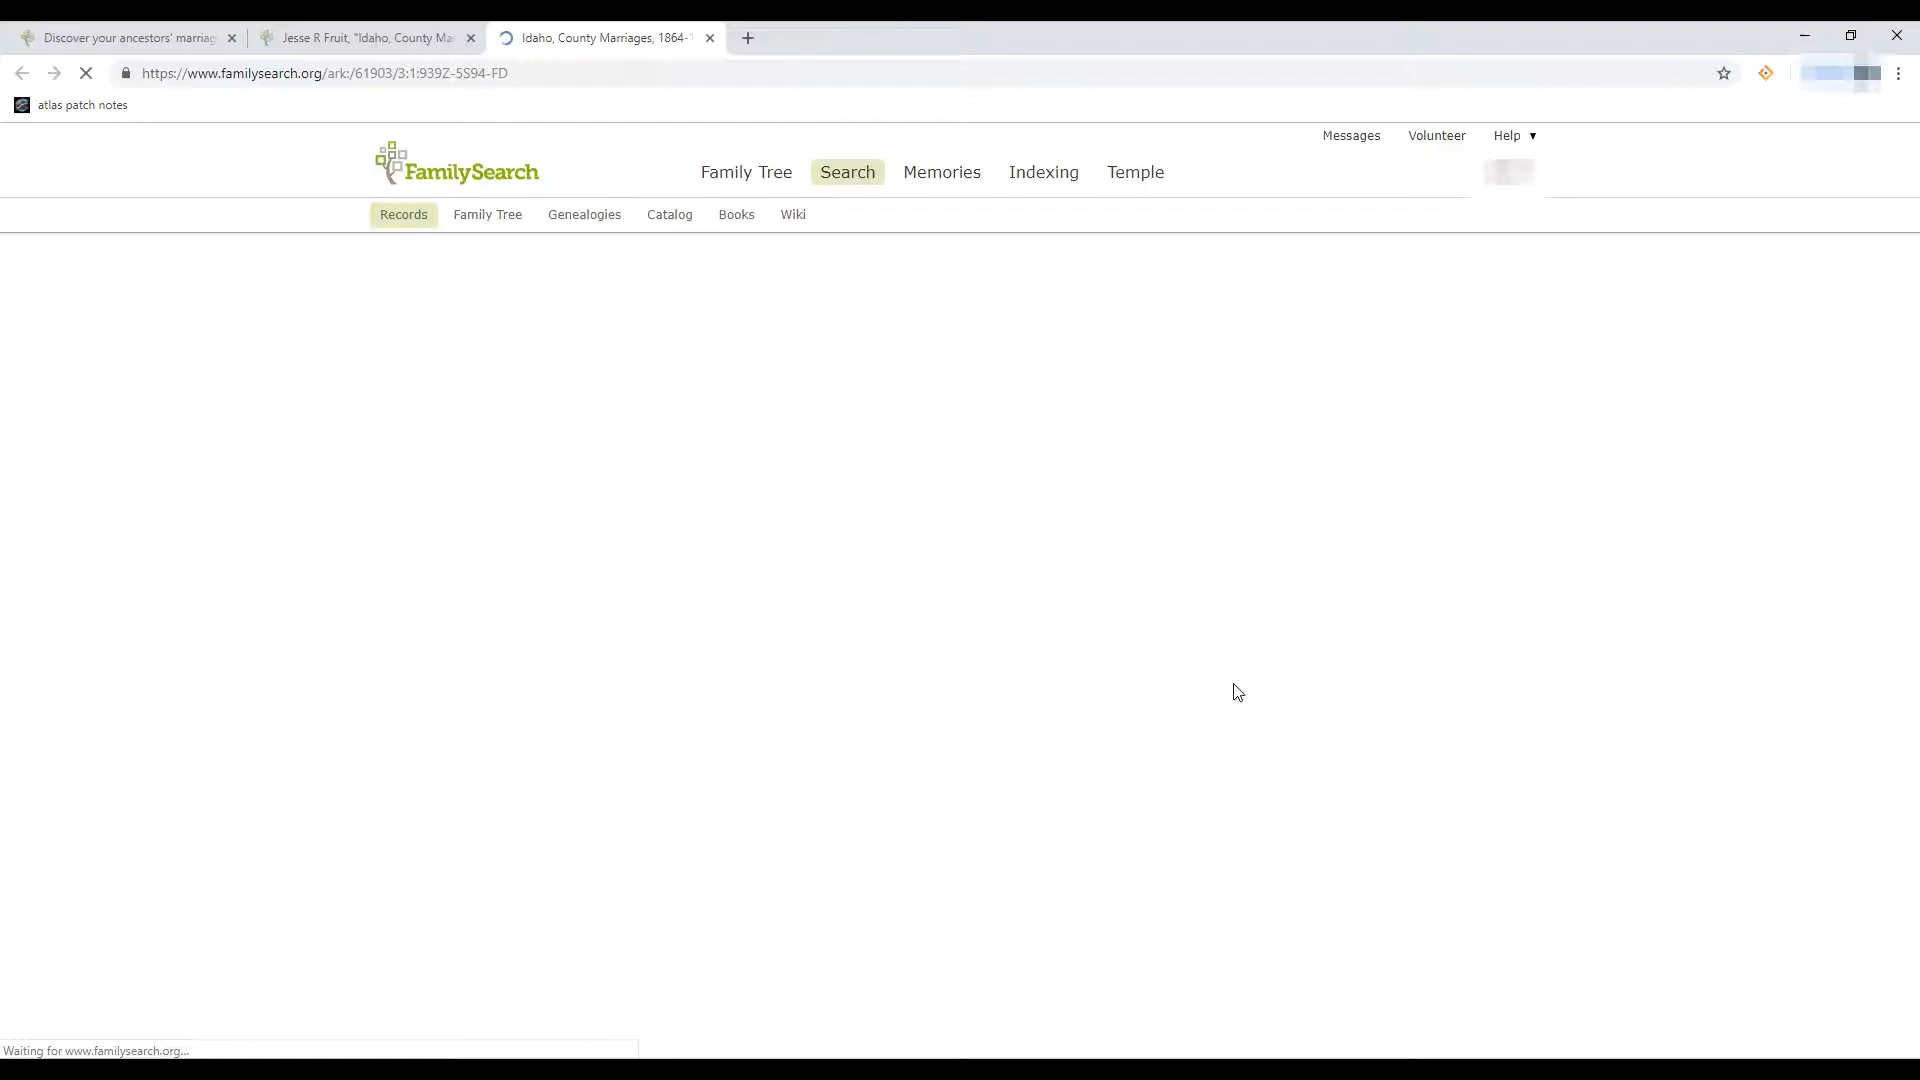 Discover your ancestors' marriag
Jesse R Fruit, "Idaho, County Ma
Idaho, County Marriages, 1864-
https://www.familysearch.org/ark:/61903/3:1:939Z-5S94-FD
atlas patch notes
Messages Volunteer Help
FamilySearch
Family Tree Search Memories Indexing Temple
Records Family Tree Genealogies Catalog Books Wiki
Waiting for www.familysearch.org...